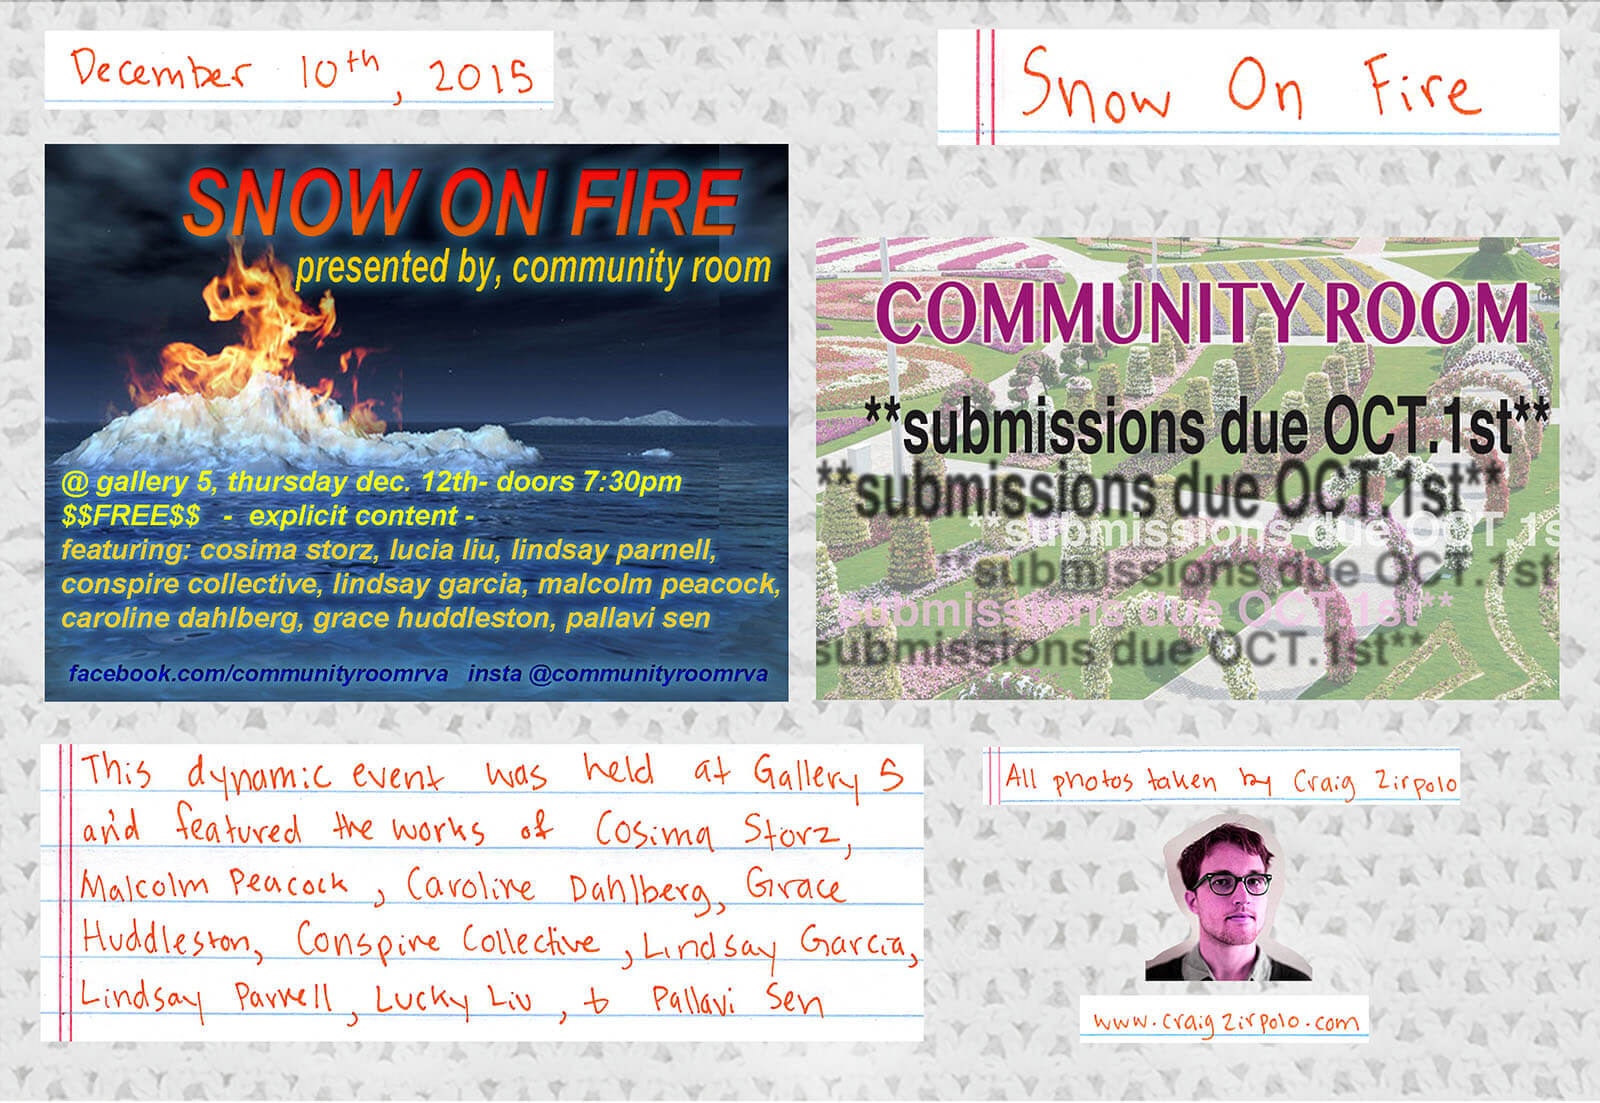 December 10th, 2015
Snow On Fire
SNOW ON FIRE
presented by, community room
@ gallery 5, thursday dec. 12th- doors 7:30pm
$$FREE$$ - explicit content -
featuring: cosima storz, lucia liu, lindsay parnell,
conspire collective, lindsay garcia, malcolm peacock,
caroline dahlberg, grace huddleston, pallavi sen
facebook.com/communityroomrva insta @communityroomrva
COMMUNITY ROOM
**submissions due OCT.1st**
**submissions due OCT.1st**
**submissions due OCT.1s
**submissions due OCT.1st
submissions due OCT.1st**
submissions due OCT.1st**
This dynamic event was held at Gallery 5
and featured the works of Cosima Storz,
Malcolm Peacock, Caroline Dahlberg, Grace
Huddleston, Conspire Collective, Lindsay Garcia,
Lindsay Parnell, Lucky Liu, & Pallavi Sen
All photos taken by Craig Zirpolo
www.craigzirpolo.com